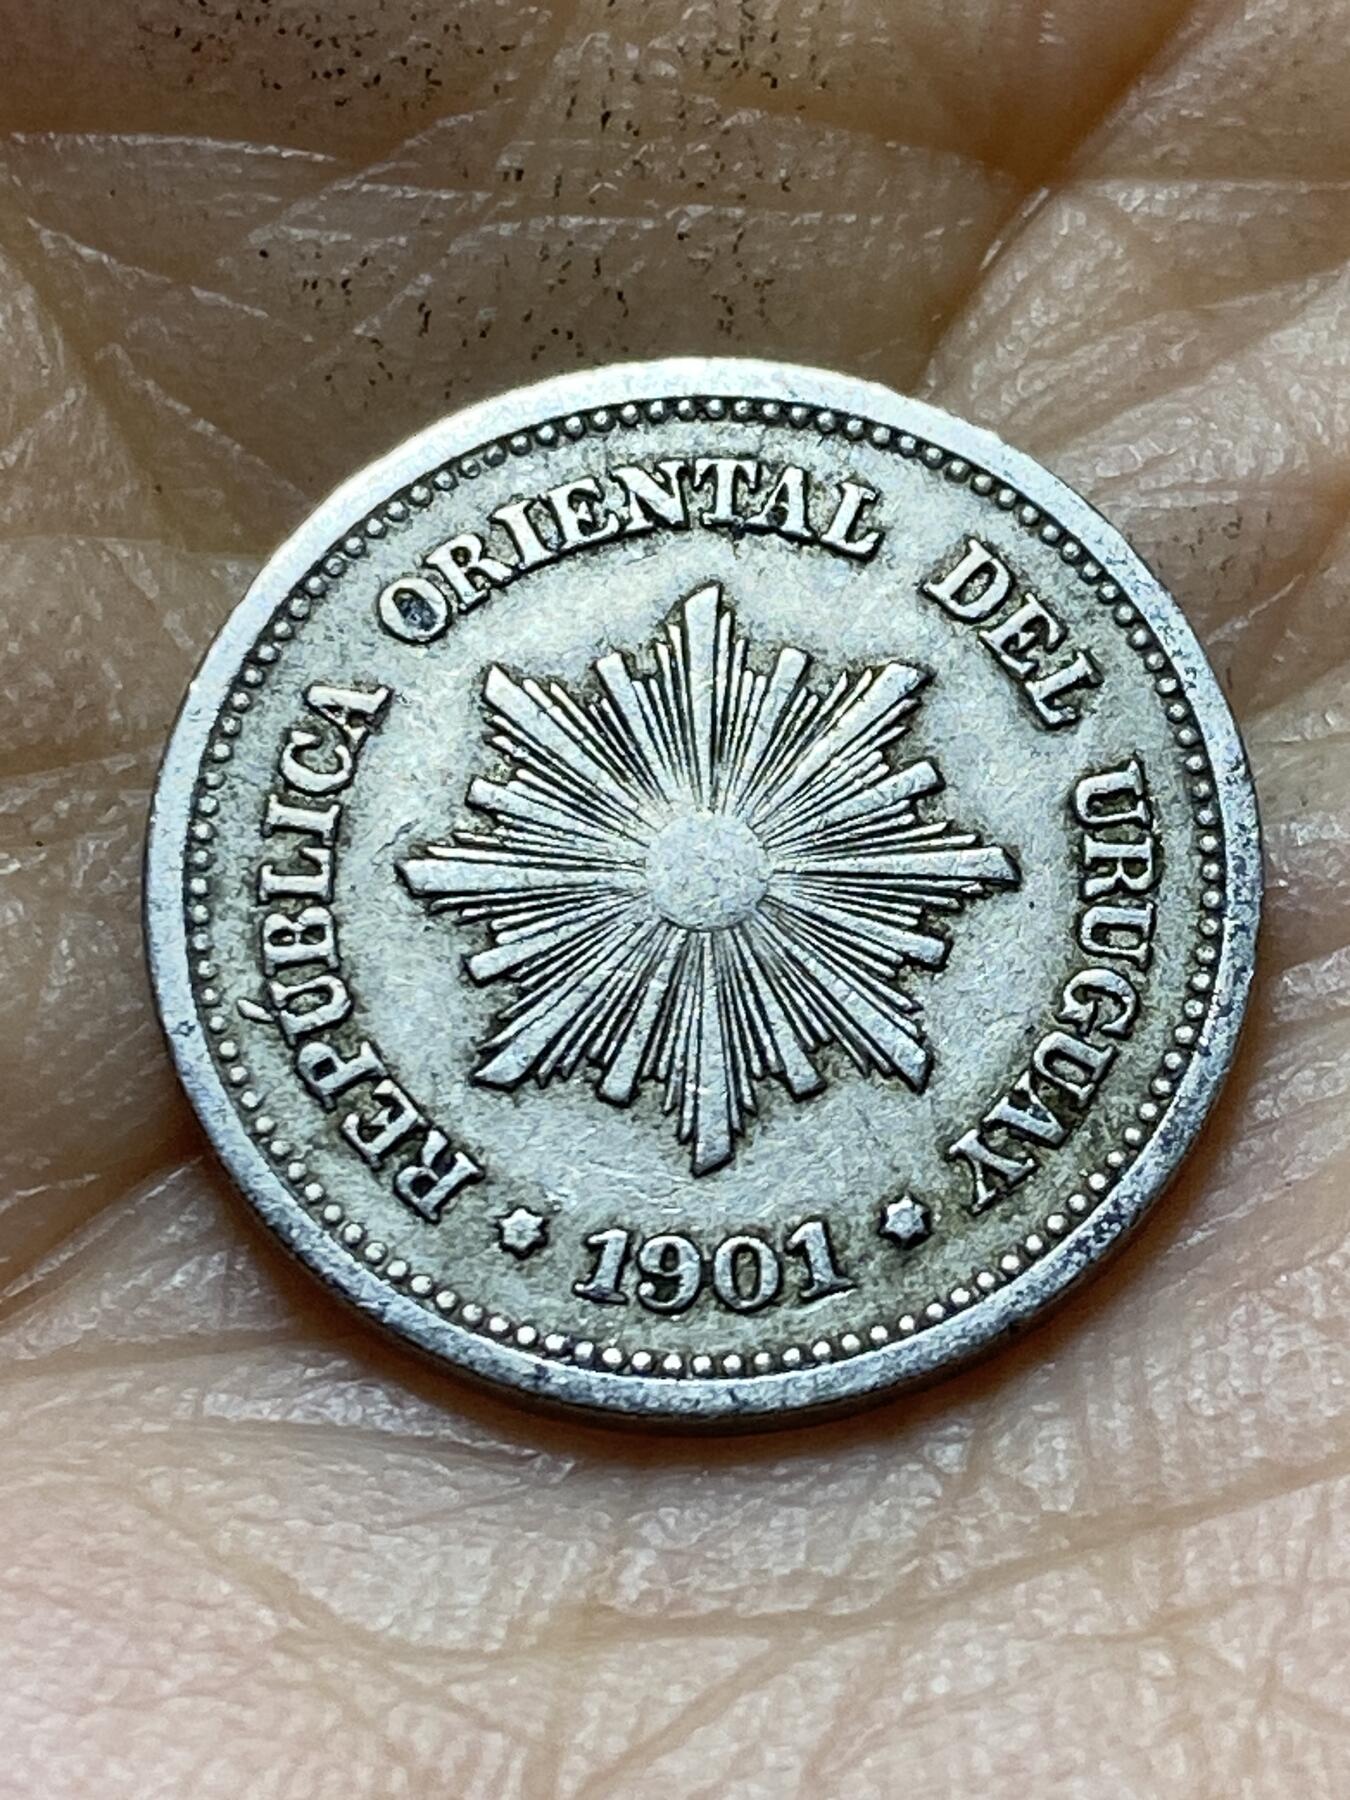 REPÚBLICA ORIENTAL DEL URUGUAY
1901